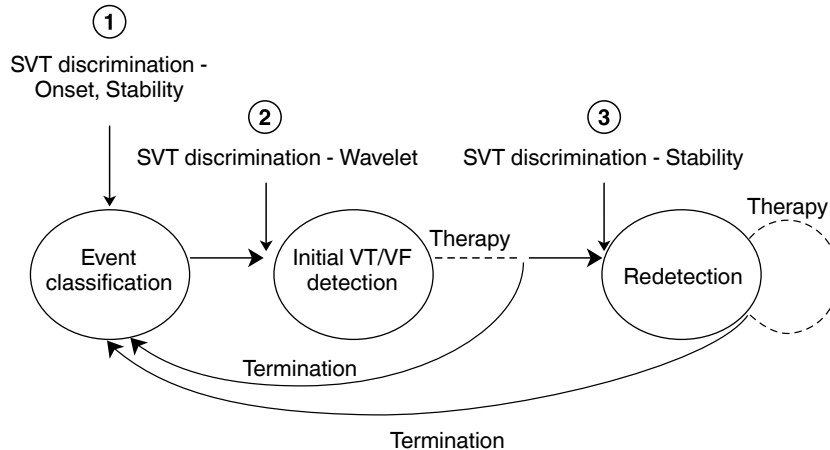 1
SVT discrimination -
Onset, Stability
2
SVT discrimination - Wavelet
3
SVT discrimination - Stability
Event
classification
Initial VT/VF
detection
Therapy
Redetection
Therapy
Termination
Termination